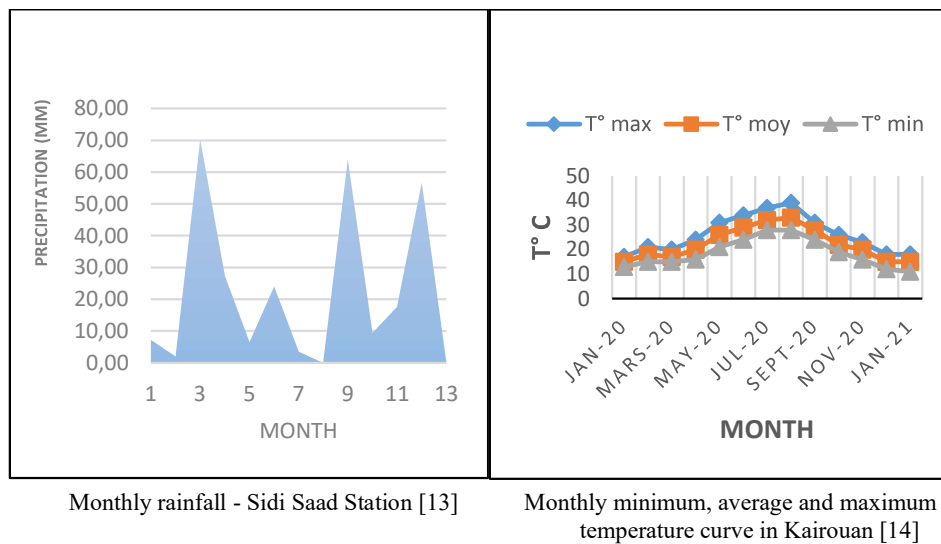 PRECIPITATION (MM)
80,00
70,00
60,00
50,00
40,00
30,00
20,00
10,00
0,00
1 3 5 7 9 11 13
MONTH
T° max T° moy T° min
T° C
50
40
30
20
10
0
JAN-20
MARS-20
MAY-20
JUL-20
SEPT-20
NOV-20
JAN-21
MONTH
Monthly rainfall - Sidi Saad Station [13]
Monthly minimum, average and maximum
temperature curve in Kairouan [14]